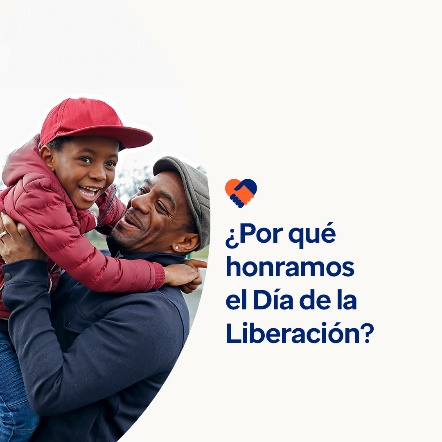 ¿Por qué
honramos
el Día de la
Liberación?